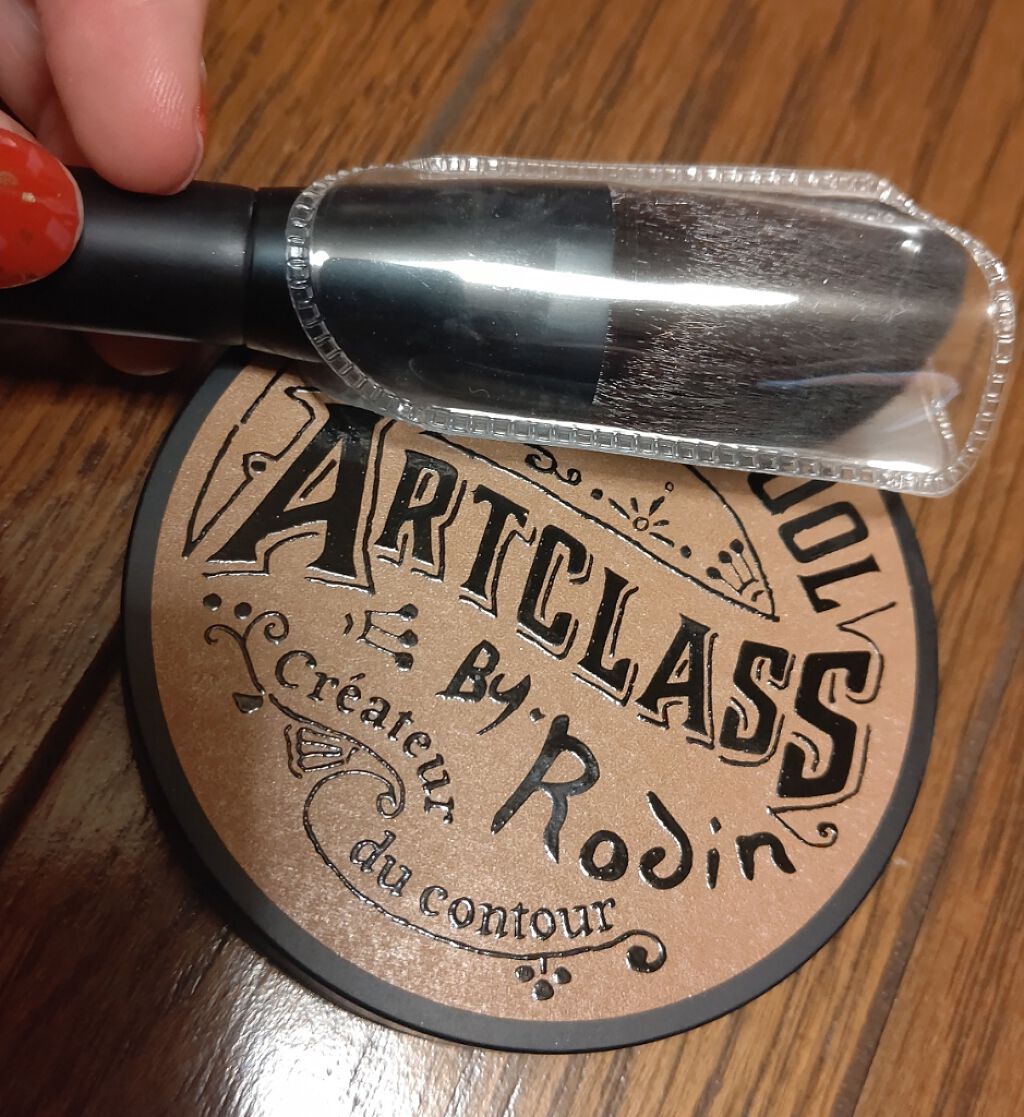 ARTCLASS
By. Rodin
Créateur
du contour